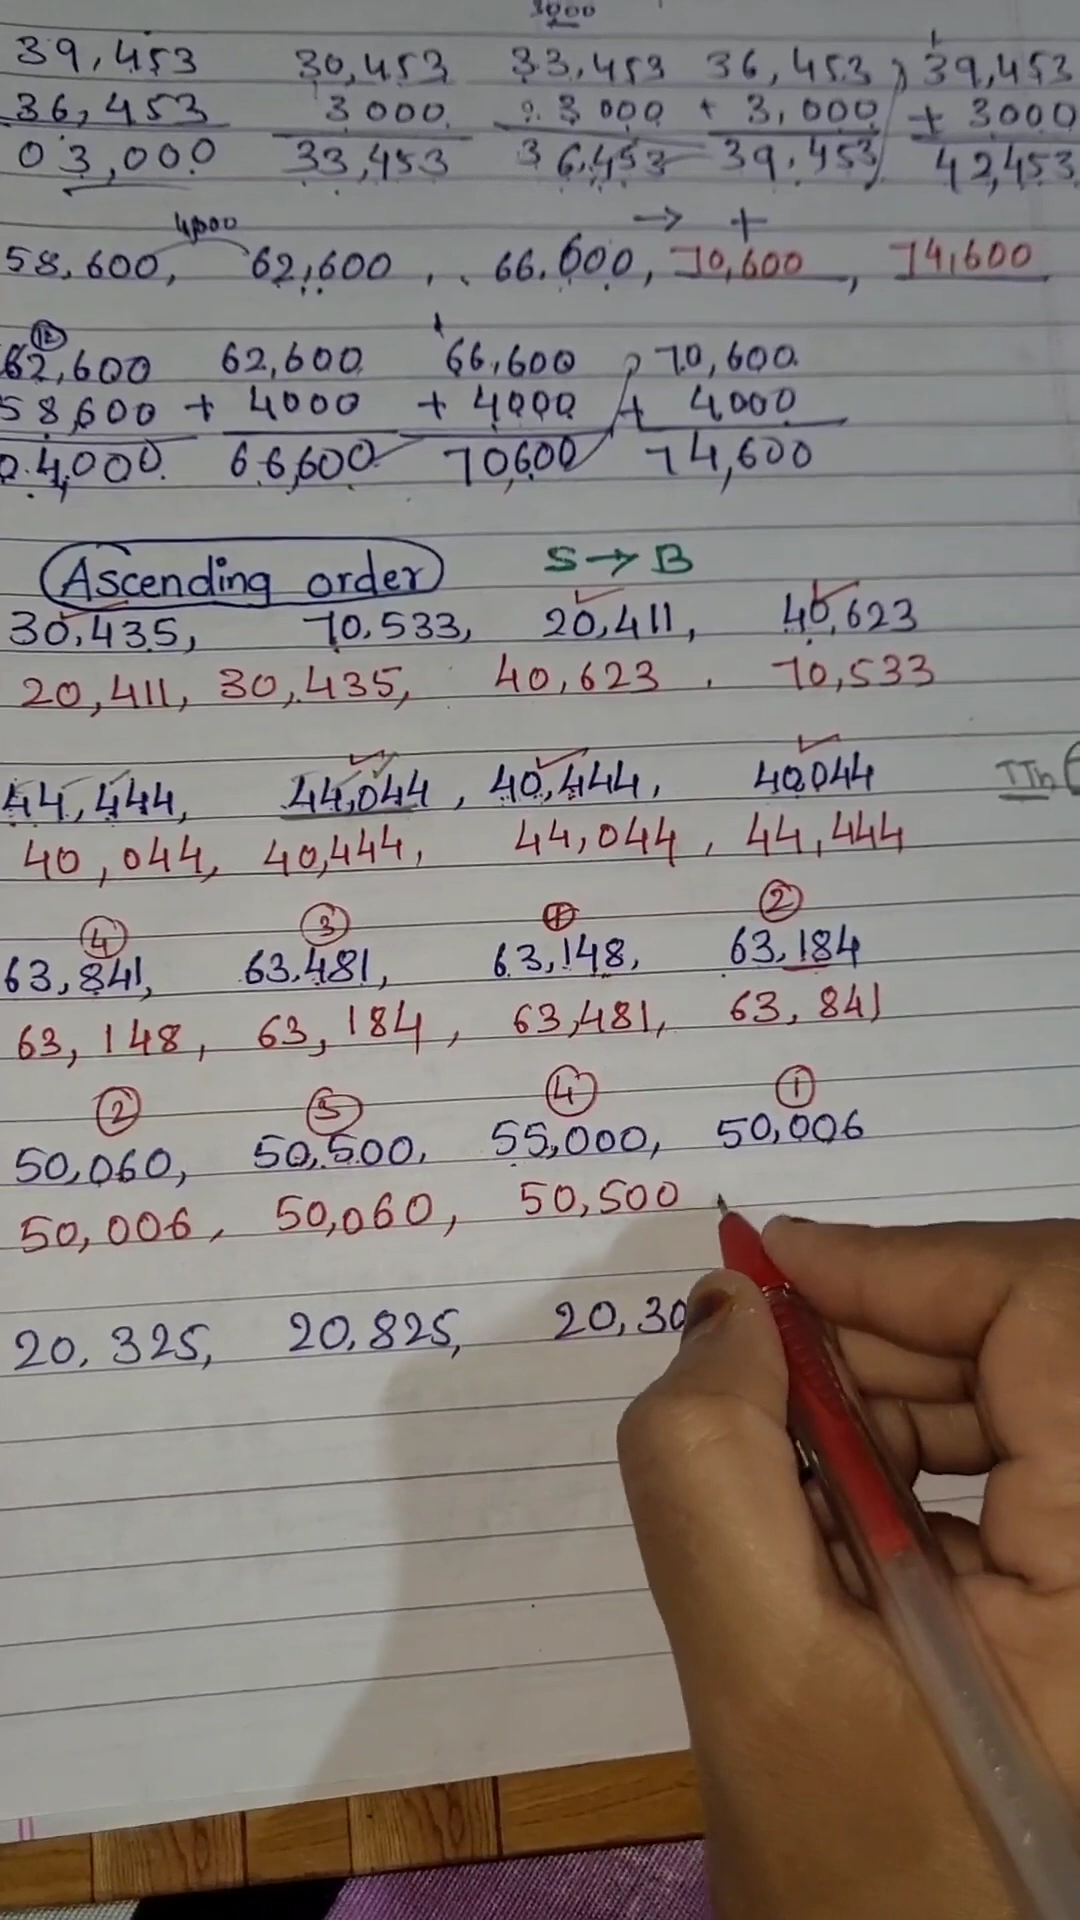 3000
39,453 30,453 33,453 36,453, 39,453
36,453 3000 3000 + 3,000 + 3000
03,000 33,453 36,453 39,453 42,453
4,000 → +
58,600, 62,600, 66,600, 70,600, 74,600
12
62,600 62,600 66,600 70,600
58,600 + 4000 + 4000 + 4000
04,000 66,600 70,600 74,600
Ascending order S → B
30,435, 70,533, 20,411, 40,623
20,411, 30,435, 40,623, 70,533
44,444, 44,044, 40,444, 40,044 TTh
40,044, 40,444, 44,044, 44,444
4 3 1 2
63,841, 63,481, 63,148, 63,184
63,148, 63,184, 63,481, 63,841
2 3 4 1
50,060, 50,500, 55,000, 50,006
50,006, 50,060, 50,500
20,325, 20,825, 20,30